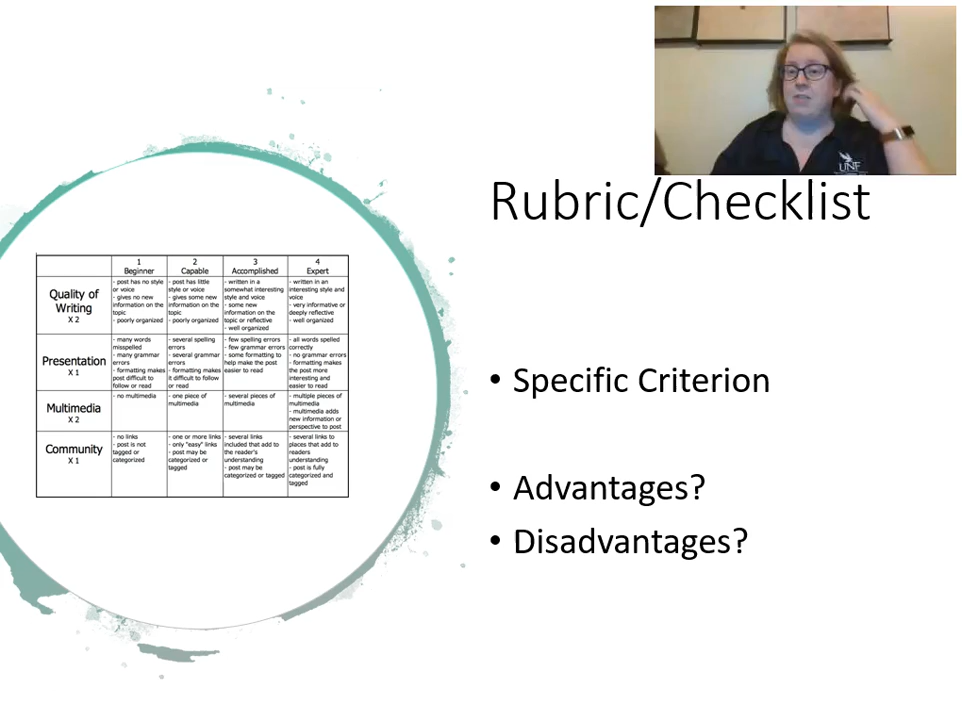 UNF
Rubric/Checklist
1
Beginner
2
Capable
3
Accomplished
4
Expert
Quality of
Writing
X 2
- post has no style
or voice
- gives no new
information on the
topic
- poorly organized
- post has little
style or voice
- gives some new
information on the
topic
- poorly organized
- written in a
somewhat interesting
style and voice
- some new
information on the
topic or reflective
- well organized
- written in an
interesting style and
voice
- very informative or
deeply reflective
- well organized
Presentation
X 1
- many words
misspelled
- many grammar
errors
- formatting makes
post difficult to
follow or read
- several spelling
errors
- several grammar
errors
- formatting makes
it difficult to follow
or read
- few spelling errors
- few grammar errors
- some formatting to
help make the post
easier to read
- all words spelled
correctly
- no grammar errors
- formatting makes
the post more
interesting and
easier to read
Multimedia
X 2
- no multimedia
- one piece of
multimedia
- several pieces of
multimedia
- multiple pieces of
multimedia
- multimedia adds
new information or
perspective to post
Community
X 1
- no links
- post is not
tagged or
categorized
- one or more links
- only "easy" links
- post may be
categorized or
tagged
- several links
included that add to
the reader's
understanding
- post may be
categorized or tagged
- several links to
places that add to
readers
understanding
- post is fully
categorized and
tagged
• Specific Criterion
• Advantages?
• Disadvantages?